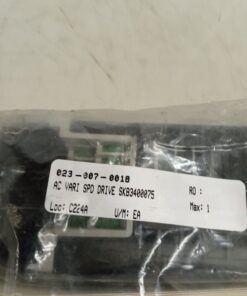 023-007-0018
AC VARI SPD DRIVE SKB3400075
RO :
Loc: C224A
U/M: EA
Max: 1